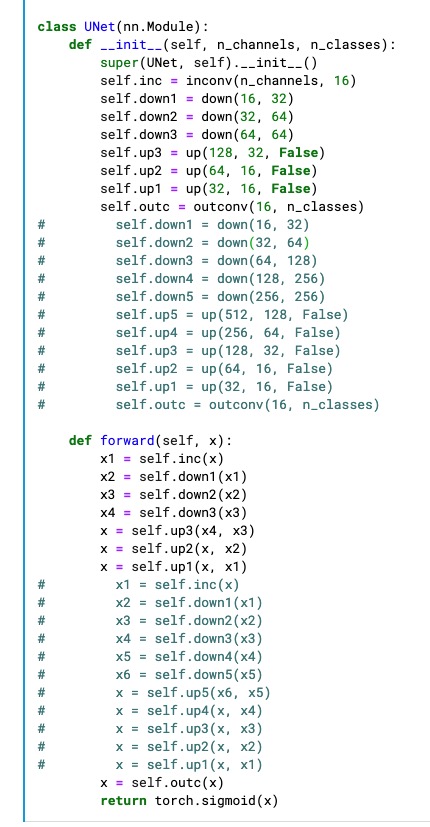 class UNet(nn.Module):
    def __init__(self, n_channels, n_classes):
        super(UNet, self).__init__()
        self.inc = inconv(n_channels, 16)
        self.down1 = down(16, 32)
        self.down2 = down(32, 64)
        self.down3 = down(64, 64)
        self.up3 = up(128, 32, False)
        self.up2 = up(64, 16, False)
        self.up1 = up(32, 16, False)
        self.outc = outconv(16, n_classes)
#         self.down1 = down(16, 32)
#         self.down2 = down(32, 64)
#         self.down3 = down(64, 128)
#         self.down4 = down(128, 256)
#         self.down5 = down(256, 256)
#         self.up5 = up(512, 128, False)
#         self.up4 = up(256, 64, False)
#         self.up3 = up(128, 32, False)
#         self.up2 = up(64, 16, False)
#         self.up1 = up(32, 16, False)
#         self.outc = outconv(16, n_classes)

    def forward(self, x):
        x1 = self.inc(x)
        x2 = self.down1(x1)
        x3 = self.down2(x2)
        x4 = self.down3(x3)
        x = self.up3(x4, x3)
        x = self.up2(x, x2)
        x = self.up1(x, x1)
#         x1 = self.inc(x)
#         x2 = self.down1(x1)
#         x3 = self.down2(x2)
#         x4 = self.down3(x3)
#         x5 = self.down4(x4)
#         x6 = self.down5(x5)
#         x = self.up5(x6, x5)
#         x = self.up4(x, x4)
#         x = self.up3(x, x3)
#         x = self.up2(x, x2)
#         x = self.up1(x, x1)
        x = self.outc(x)
        return torch.sigmoid(x)